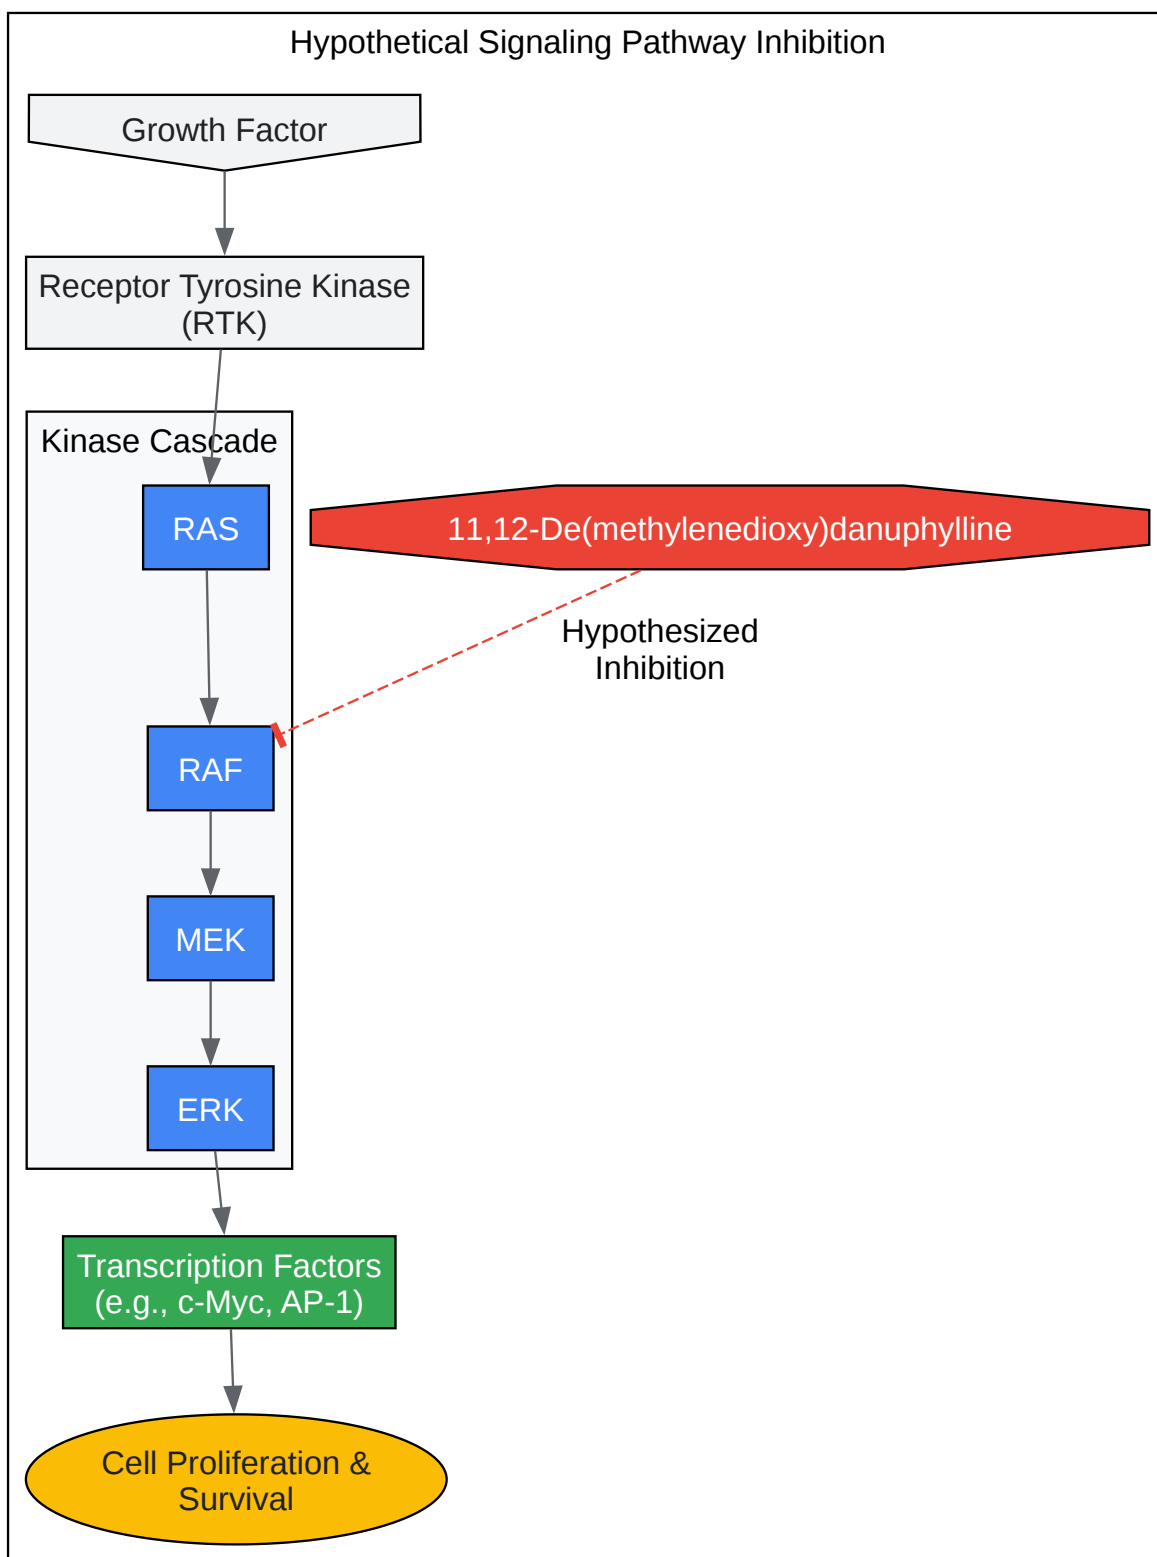 Hypothetical Signaling Pathway Inhibition
Growth Factor
Receptor Tyrosine Kinase
(RTK)
Kinase Cascade
RAS
11,12-De(methylenedioxy)danuphylline
Hypothesized
Inhibition
RAF
MEK
ERK
Transcription Factors
(e.g., c-Myc, AP-1)
Cell Proliferation &
Survival